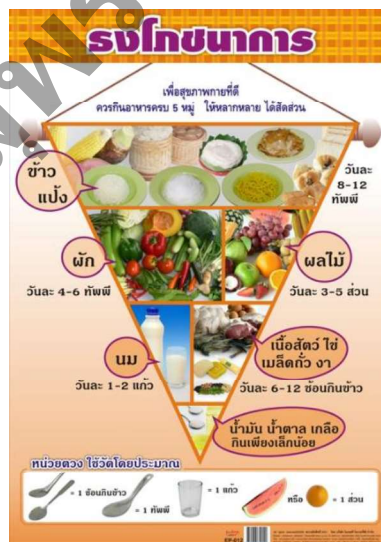 ธงโภชนาการ
เพื่อสุขภาพกายที่ดี
ควรกินอาหารครบ 5 หมู่ ให้หลากหลาย ได้สัดส่วน
ข้าว
แป้ง
วันละ
8-12
ทัพพี
ผัก
วันละ 4-6 ทัพพี
ผลไม้
วันละ 3-5 ส่วน
นม
วันละ 1-2 แก้ว
เนื้อสัตว์ ไข่
เมล็ดถั่ว งา
วันละ 6-12 ช้อนกินข้าว
น้ำมัน น้ำตาล เกลือ
กินเพียงเล็กน้อย
หน่วยตวง ใช้วัดโดยประมาณ
= 1 ช้อนกินข้าว
= 1 ทัพพี
= 1 แก้ว
หรือ
= 1 ส่วน